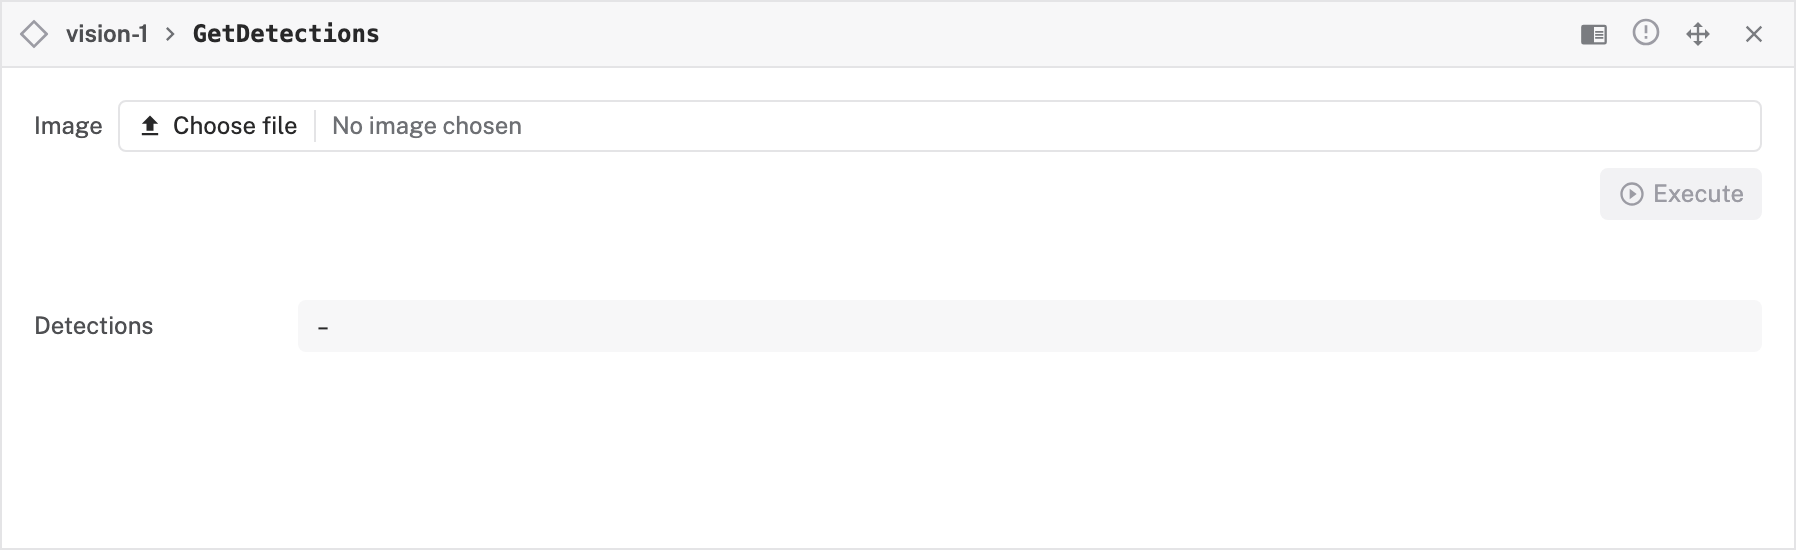 vision-1 > GetDetections
Image Choose file No image chosen
Execute
Detections -